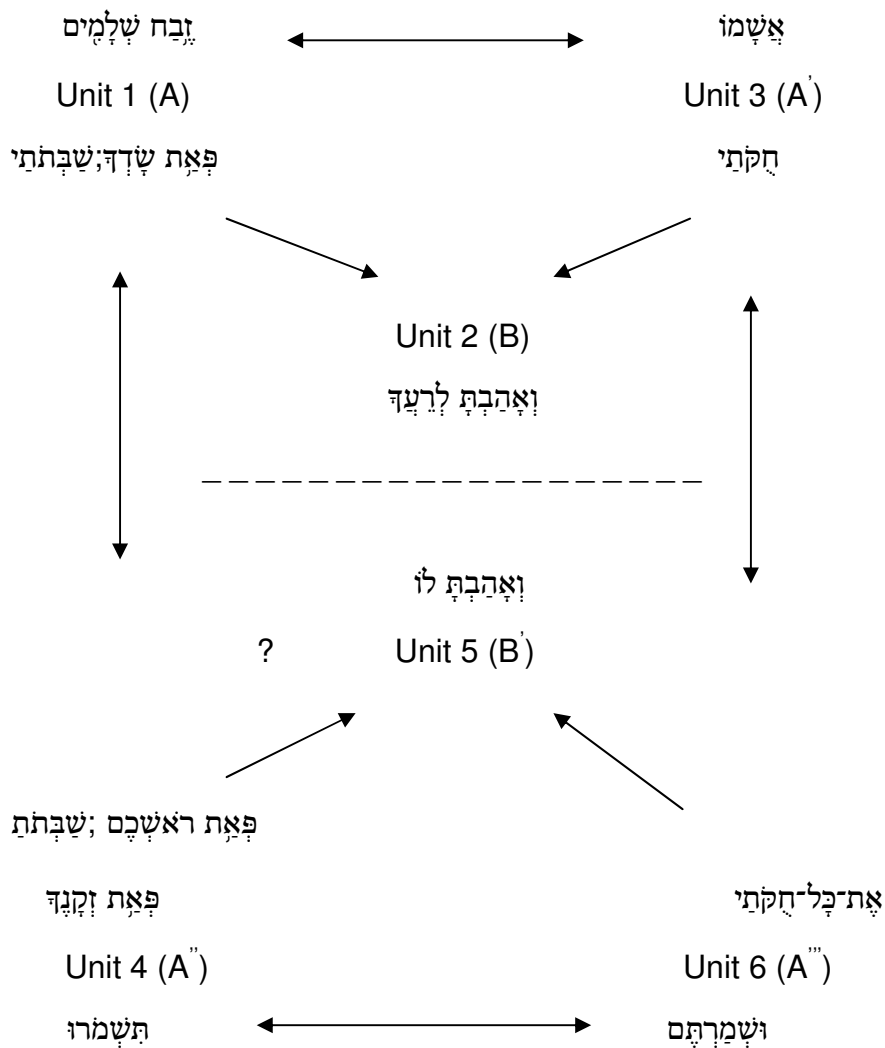 זֶ֥בַח שְׁלָמִ֖ים אֲשָׁמוֹ
Unit 1 (A) Unit 3 (A')
פְּאַ֥ת שָׂדְךָ; שַׁבְּתֹתַי חֻקֹּתַי
Unit 2 (B)
וְאָהַבְתָּ לְרֵעֲךָ
וְאָהַבְתָּ לוֹ
? Unit 5 (B')
פְּאַ֥ת רֹאשְׁכֶם; שַׁבְּתֹתַ
פְּאַ֥ת זְקָנֶךָ אֶת־כָּל־חֻקֹּתַי
Unit 4 (A'') Unit 6 (A''')
תִּשְׁמֹרוּ וּשְׁמַרְתֶּם